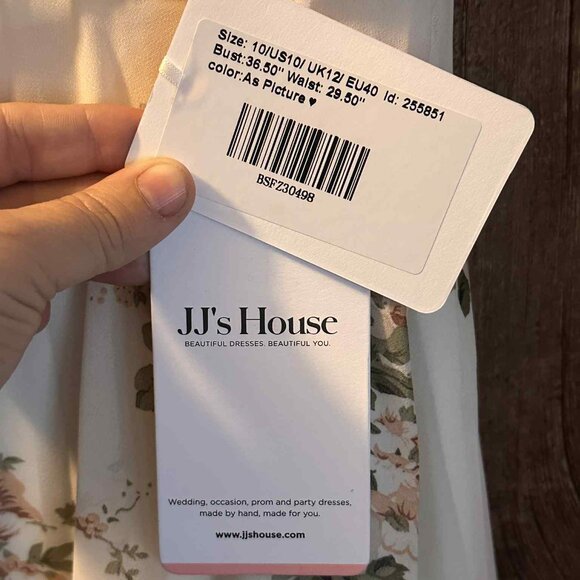 Size: 10/US10/ UK12/ EU40 Id: 255851
Bust:36.50" Waist: 29.50"
color:As Picture ♥
BSFZ30498
JJ's House
BEAUTIFUL DRESSES. BEAUTIFUL YOU.
Wedding, occasion, prom and party dresses,
made by hand, made for you.
www.jjshouse.com